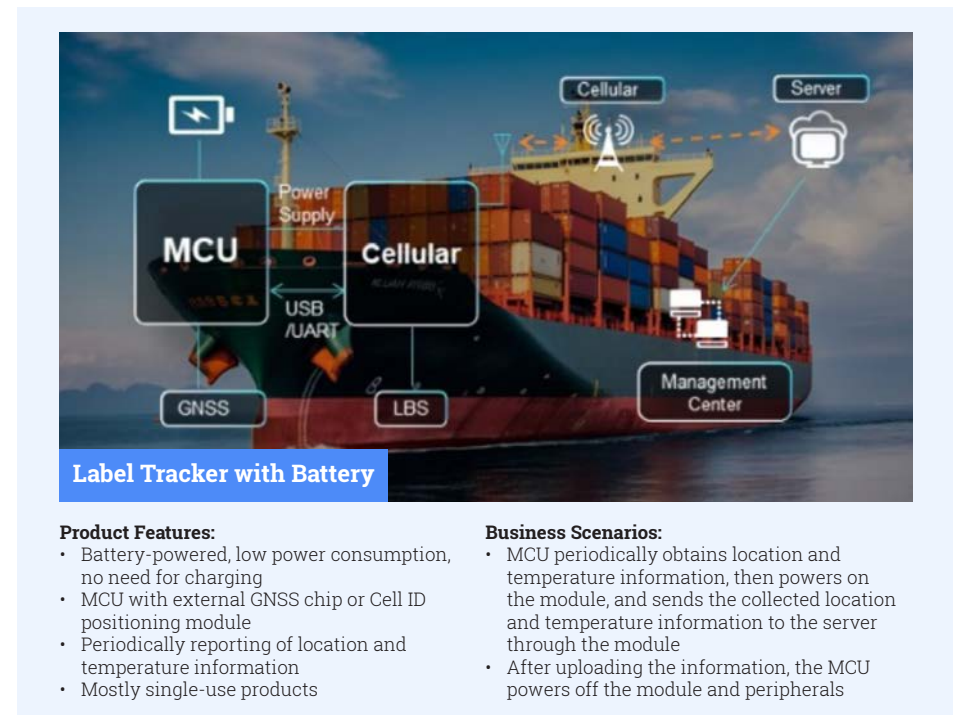 Cellular
Server
Power
Supply
MCU
Cellular
USB
/UART
GNSS
LBS
Management
Center
Label Tracker with Battery
Product Features:
• Battery-powered, low power consumption,
no need for charging
• MCU with external GNSS chip or Cell ID
positioning module
• Periodically reporting of location and
temperature information
• Mostly single-use products
Business Scenarios:
• MCU periodically obtains location and
temperature information, then powers on
the module, and sends the collected location
and temperature information to the server
through the module
• After uploading the information, the MCU
powers off the module and peripherals